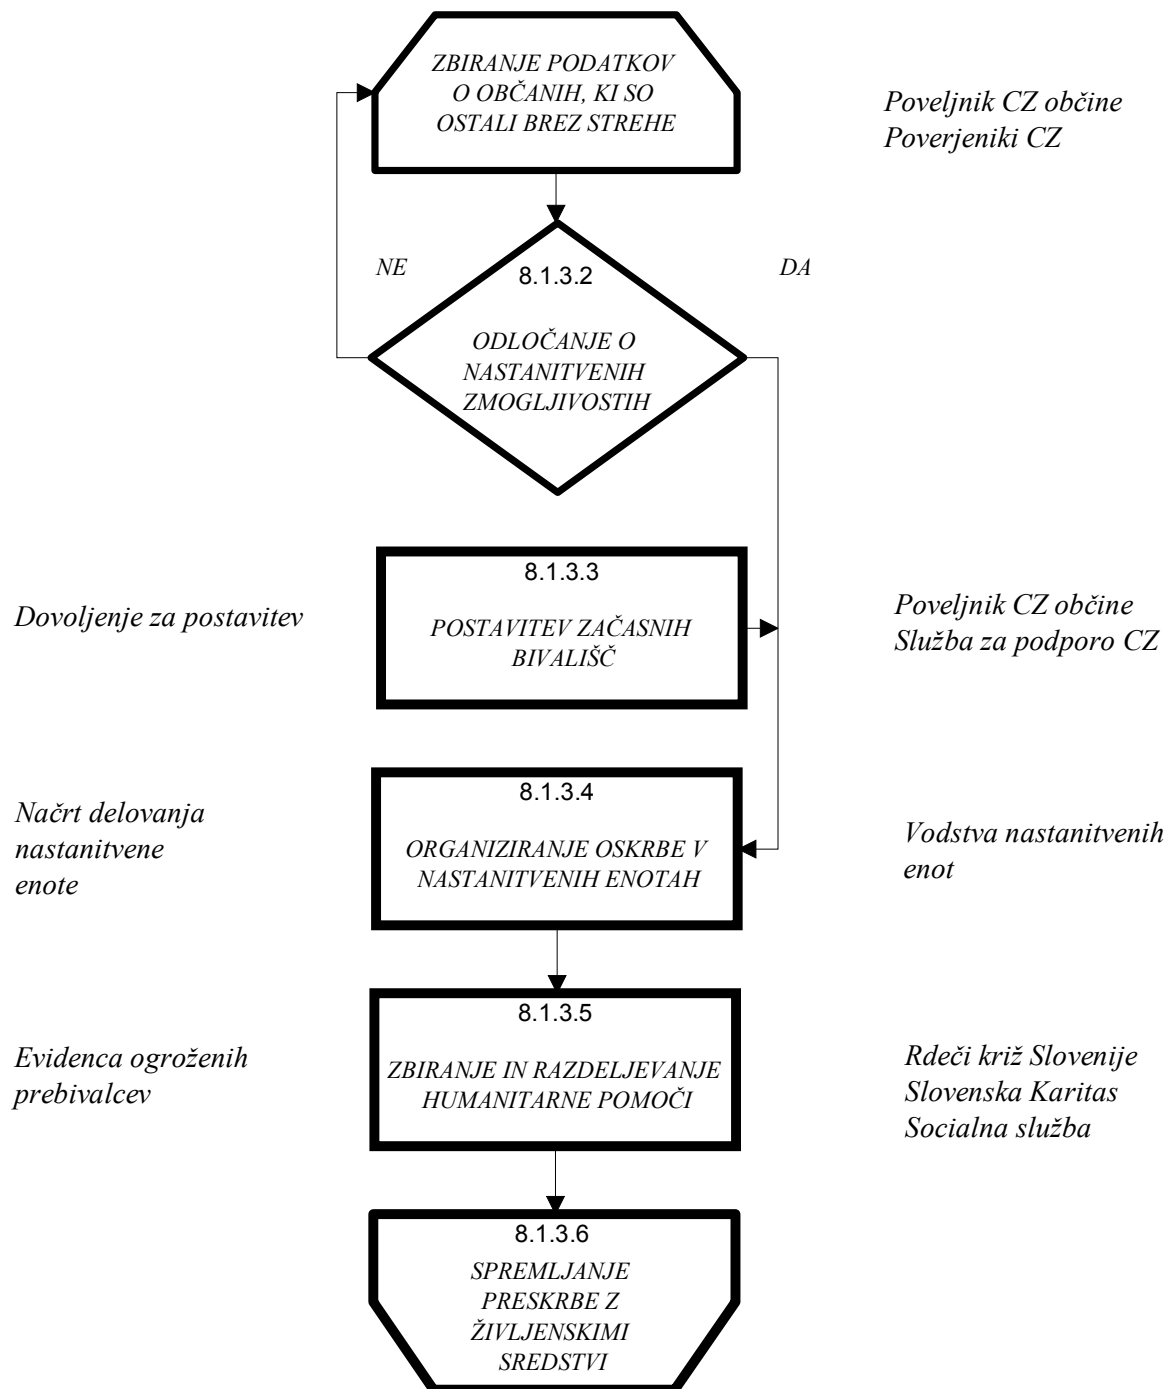 ZBIRANJE PODATKOV
O OBČANIH, KI SO
OSTALI BREZ STREHE
Poveljnik CZ občine
Poverjeniki CZ
NE
DA
8.1.3.2
ODLOČANJE O
NASTANITVENIH
ZMOGLJIVOSTIH
Dovoljenje za postavitev
8.1.3.3
POSTAVITEV ZAČASNIH
BIVALIŠČ
Poveljnik CZ občine
Služba za podporo CZ
Načrt delovanja
nastanitvene
enote
8.1.3.4
ORGANIZIRANJE OSKRBE V
NASTANITVENIH ENOTAH
Vodstva nastanitvenih
enot
Evidenca ogroženih
prebivalcev
8.1.3.5
ZBIRANJE IN RAZDELJEVANJE
HUMANITARNE POMOČI
Rdeči križ Slovenije
Slovenska Karitas
Socialna služba
8.1.3.6
SPREMLJANJE
PRESKRBE Z
ŽIVLJENSKIMI
SREDSTVI